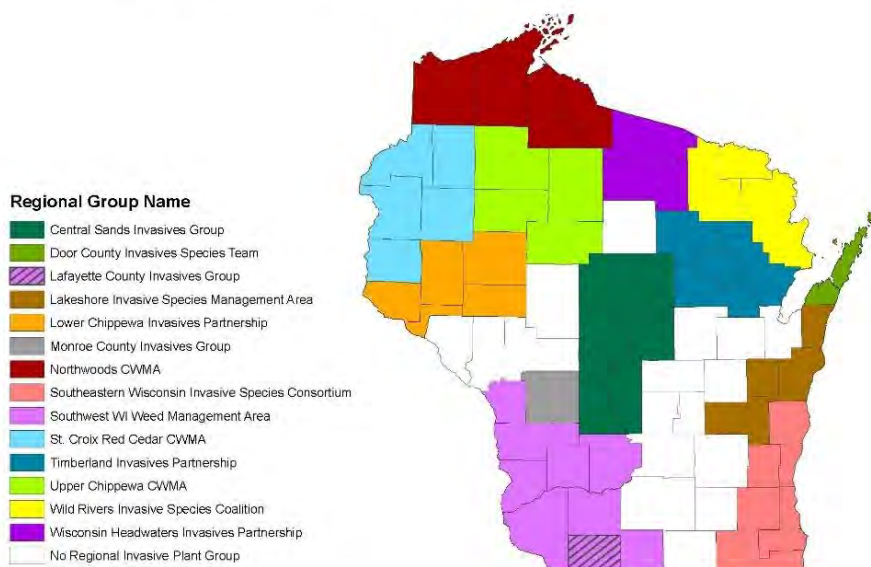 Regional Group Name
Central Sands Invasives Group
Door County Invasives Species Team
Lafayette County Invasives Group
Lakeshore Invasive Species Management Area
Lower Chippewa Invasives Partnership
Monroe County Invasives Group
Northwoods CWMA
Southeastern Wisconsin Invasive Species Consortium
Southwest WI Weed Management Area
St. Croix Red Cedar CWMA
Timberland Invasives Partnership
Upper Chippewa CWMA
Wild Rivers Invasive Species Coalition
Wisconsin Headwaters Invasives Partnership
No Regional Invasive Plant Group